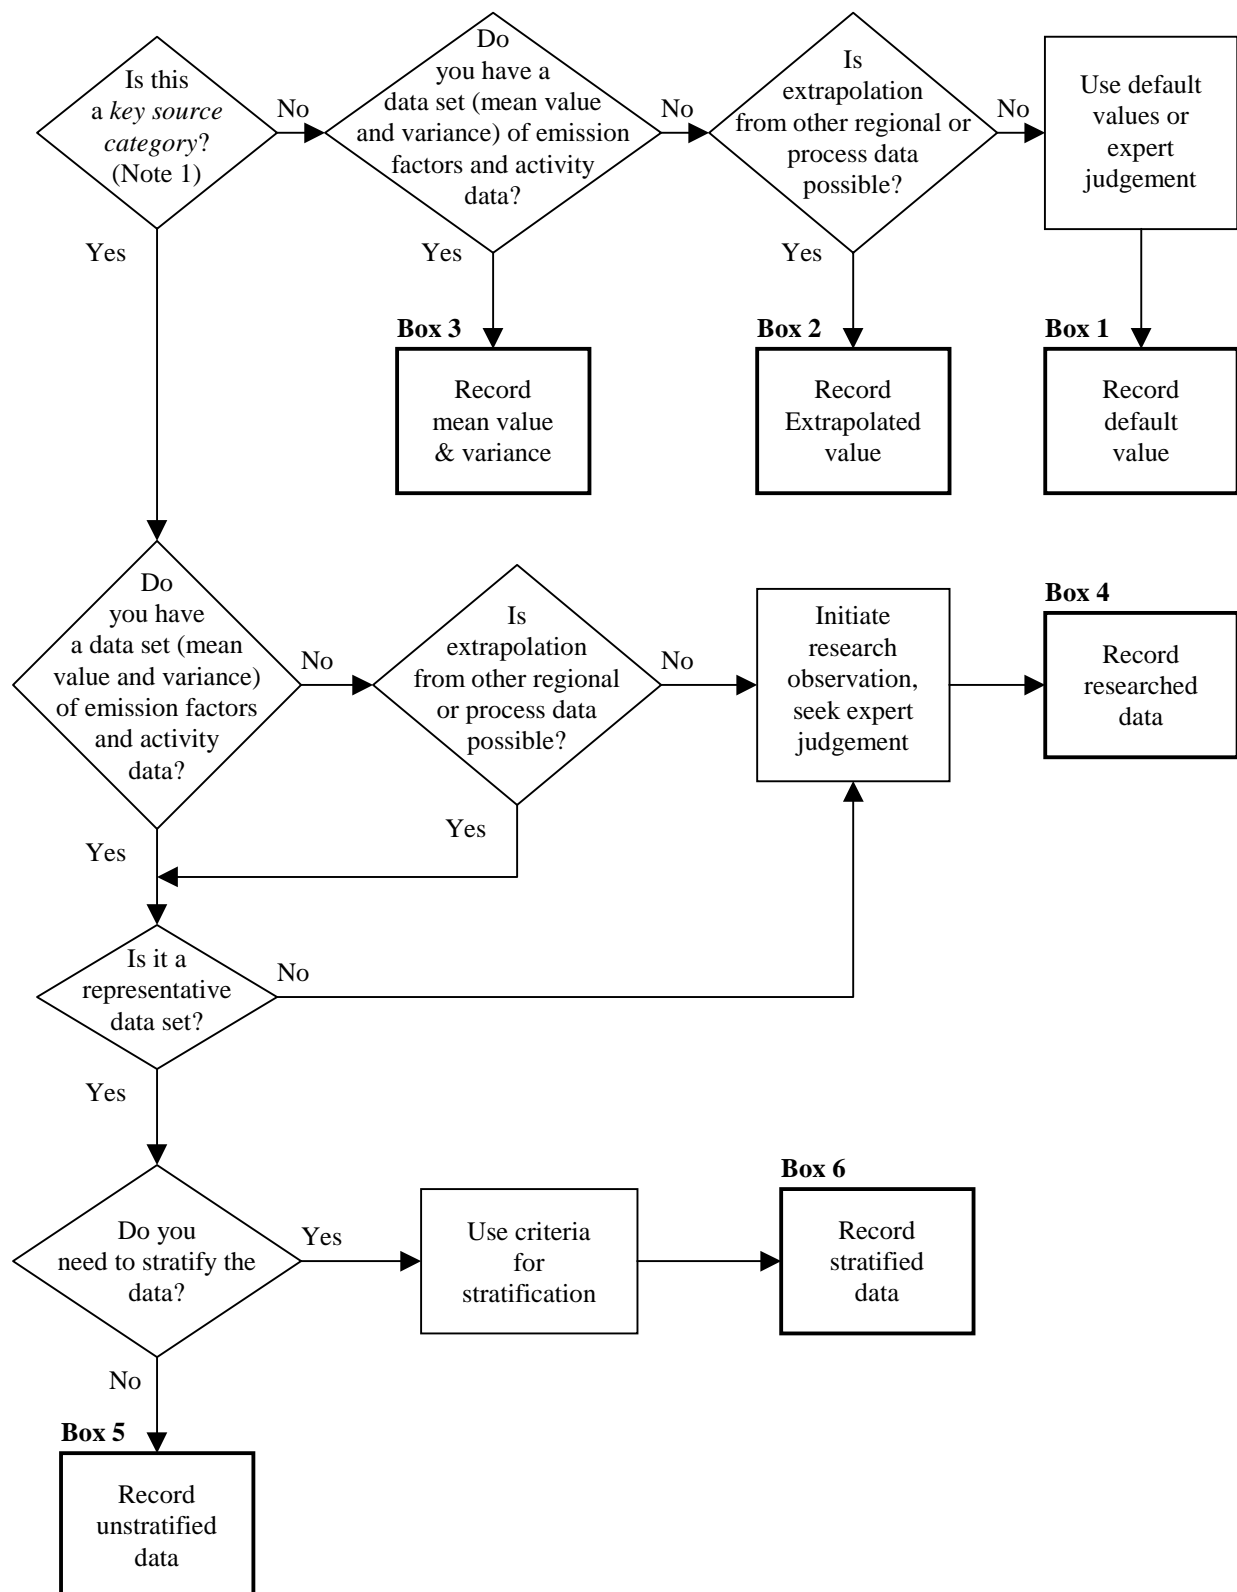 Is this
a key source
category?
(Note 1)
No
Do
you have a
data set (mean value
and variance) of emission
factors and activity
data?
No
Is
extrapolation
from other regional or
process data
possible?
No
Use default
values or
expert
judgement
Yes
Yes
Yes
Box 3
Record
mean value
& variance
Box 2
Record
Extrapolated
value
Box 1
Record
default
value
Do
you have
a data set (mean
value and variance)
of emission factors
and activity
data?
No
Is
extrapolation
from other regional
or process data
possible?
No
Initiate
research
observation,
seek expert
judgement
Box 4
Record
researched
data
Yes
Yes
Is it a
representative
data set?
No
Yes
Do you
need to stratify the
data?
Yes
Use criteria
for
stratification
Box 6
Record
stratified
data
No
Box 5
Record
unstratified
data